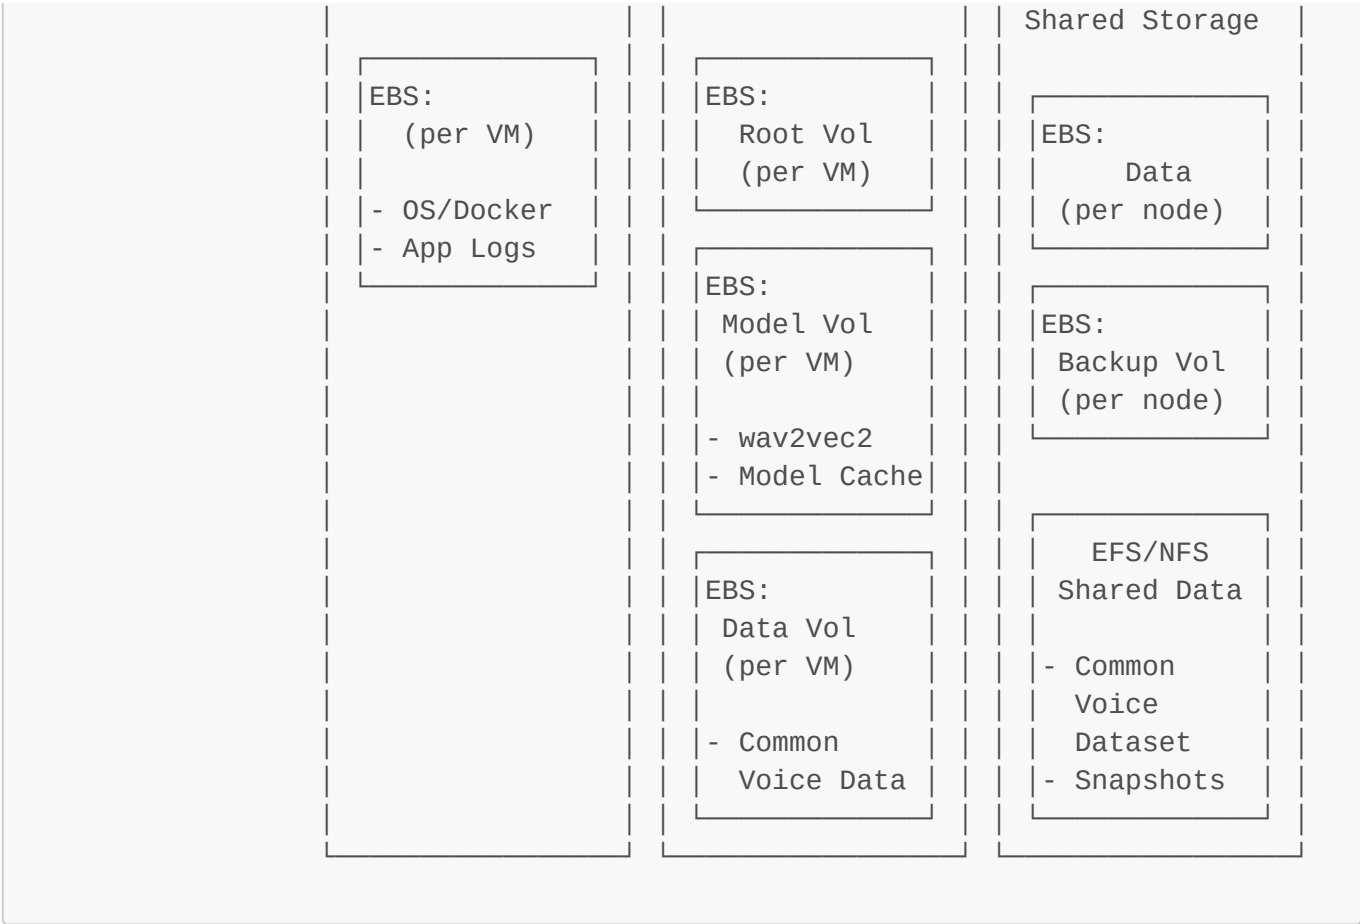 Shared Storage
EBS:
(per VM)
- OS/Docker
- App Logs
EBS:
Root Vol
(per VM)
EBS:
Model Vol
(per VM)
- wav2vec2
- Model Cache
EBS:
Data Vol
(per VM)
- Common
Voice Data
EBS:
Data
(per node)
EBS:
Backup Vol
(per node)
EFS/NFS
Shared Data
- Common
Voice
Dataset
- Snapshots